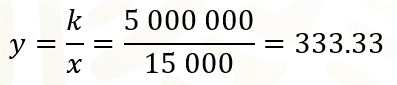 y = k/x = 5 000 000/15 000 = 333.33